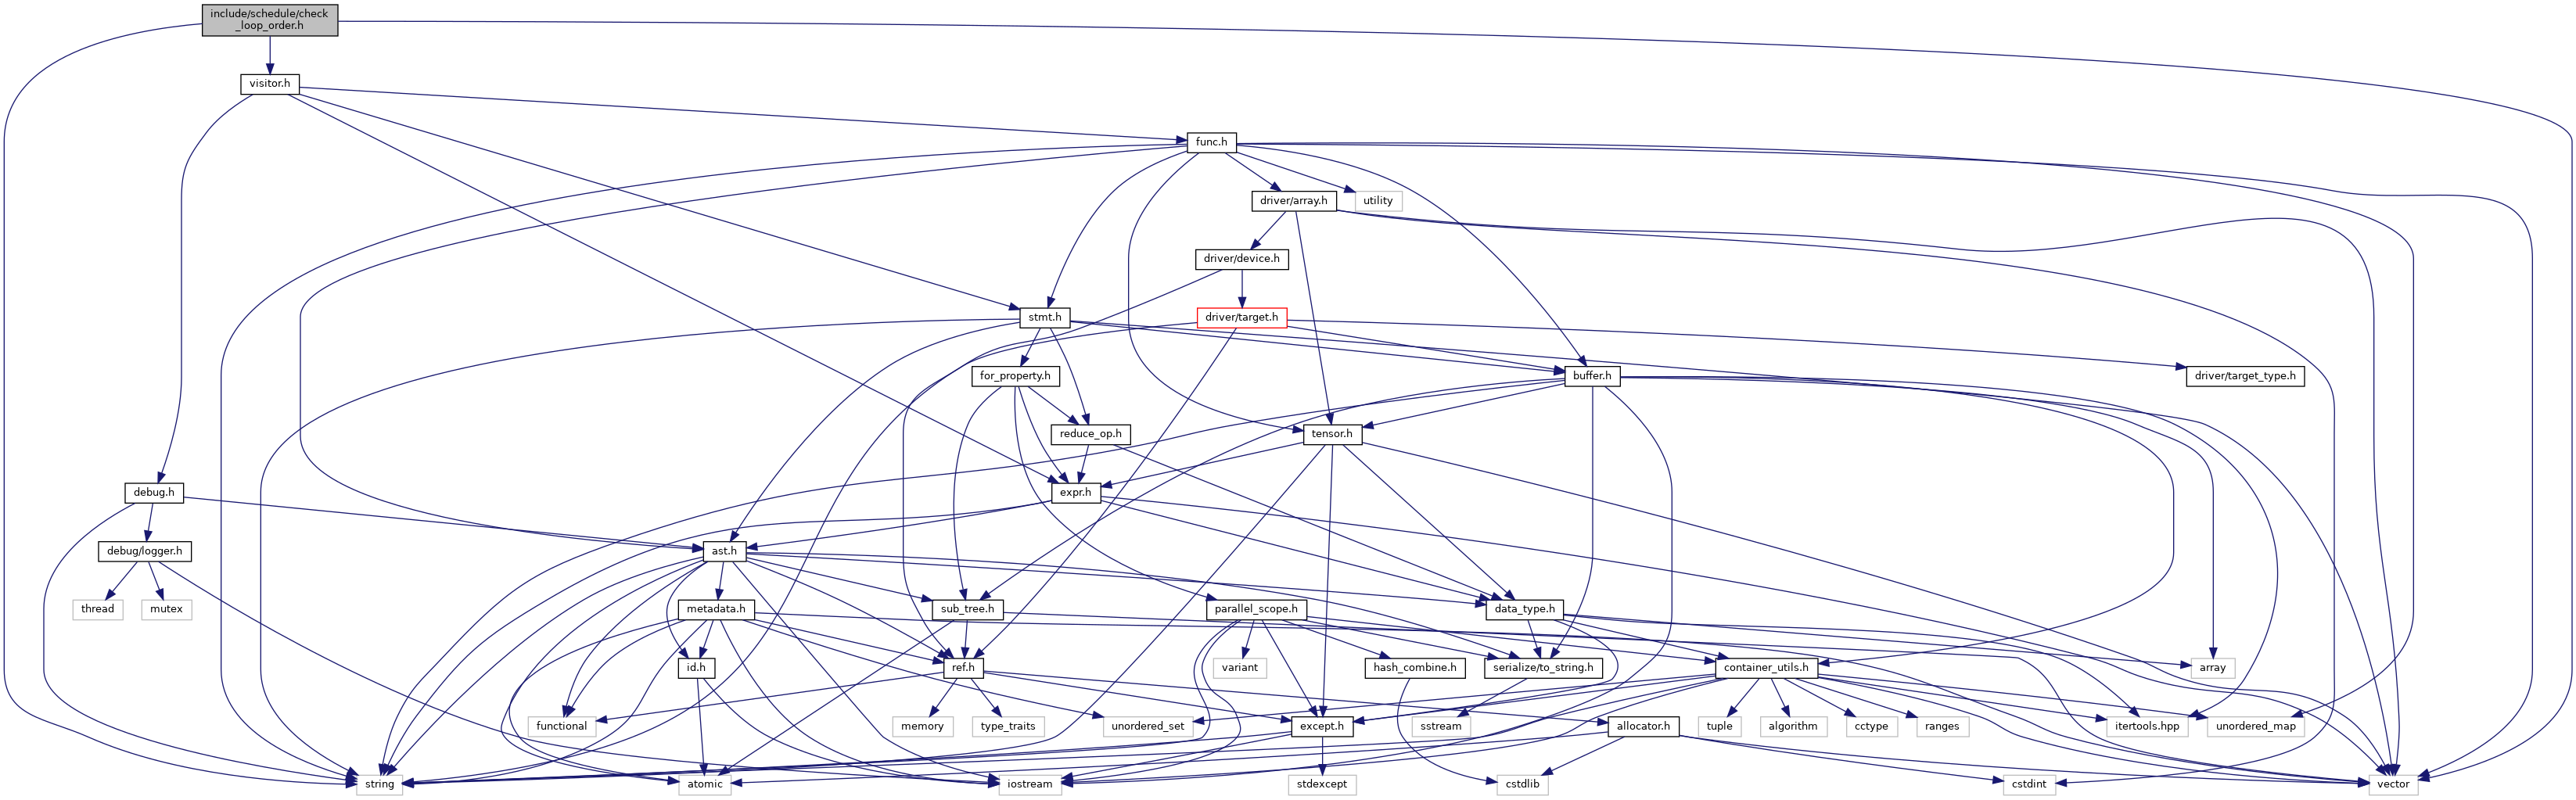 include/schedule/check
_loop_order.h
visitor.h
func.h
driver/array.h
utility
driver/device.h
stmt.h
driver/target.h
for_property.h
buffer.h
driver/target_type.h
reduce_op.h
tensor.h
debug.h
expr.h
debug/logger.h
ast.h
thread
mutex
metadata.h
sub_tree.h
parallel_scope.h
data_type.h
id.h
ref.h
variant
hash_combine.h
serialize/to_string.h
container_utils.h
array
functional
memory
type_traits
unordered_set
except.h
sstream
allocator.h
tuple
algorithm
cctype
ranges
itertools.hpp
unordered_map
string
atomic
iostream
stdexcept
cstdlib
cstdint
vector